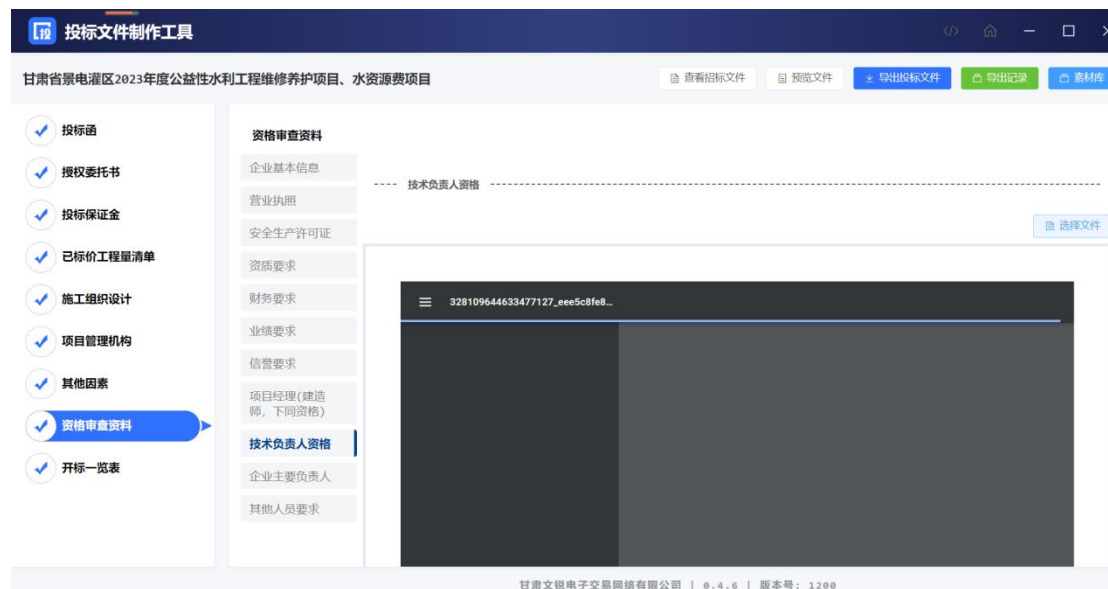 投 投标文件制作工具
甘肃省景电灌区2023年度公益性水利工程维修养护项目、水资源费项目
查看招标文件
预览文件
导出投标文件
导出记录
素材库
投标函
授权委托书
投标保证金
已标价工程量清单
施工组织设计
项目管理机构
其他因素
资格审查资料
开标一览表
资格审查资料
企业基本信息
营业执照
安全生产许可证
资质要求
财务要求
业绩要求
信誉要求
项目经理(建造
师, 下同资格)
技术负责人资格
企业主要负责人
其他人员要求
---- 技术负责人资格
选择文件
328109644633477127_eee5c8fe8…
甘肃文锐电子交易网络有限公司 | 0.4.6 | 版本号: 1200